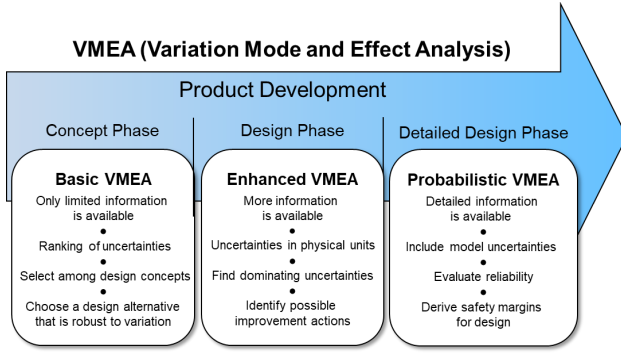 VMEA (Variation Mode and Effect Analysis)
Product Development
Concept Phase
Design Phase
Detailed Design Phase
Basic VMEA
Only limited information
is available
•
Ranking of uncertainties
•
Select among design concepts
•
Choose a design alternative
that is robust to variation
Enhanced VMEA
More information
is available
•
Uncertainties in physical units
•
Find dominating uncertainties
•
Identify possible
improvement actions
Probabilistic VMEA
Detailed information
is available
•
Include model uncertainties
•
Evaluate reliability
•
Derive safety margins
for design